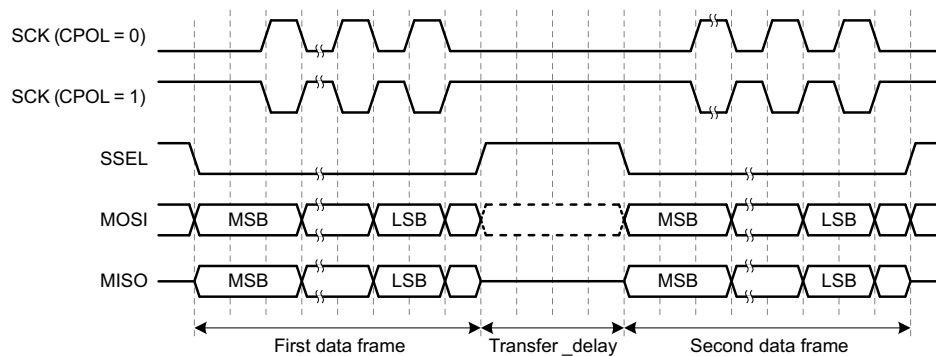 SCK (CPOL = 0)
SCK (CPOL = 1)
SSEL
MOSI MSB LSB MSB LSB
MISO MSB LSB MSB LSB
First data frame Transfer _delay Second data frame